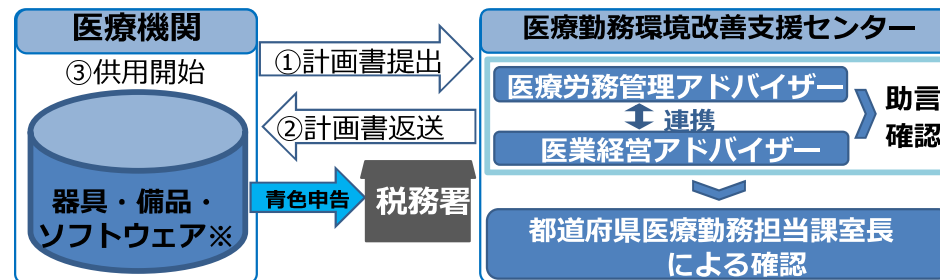 医療機関
③供用開始
器具・備品・
ソフトウェア※
①計画書提出
②計画書返送
青色申告
税務署
医療勤務環境改善支援センター
医療労務管理アドバイザー
連携
医業経営アドバイザー
助言
確認
都道府県医療勤務担当課室長
による確認